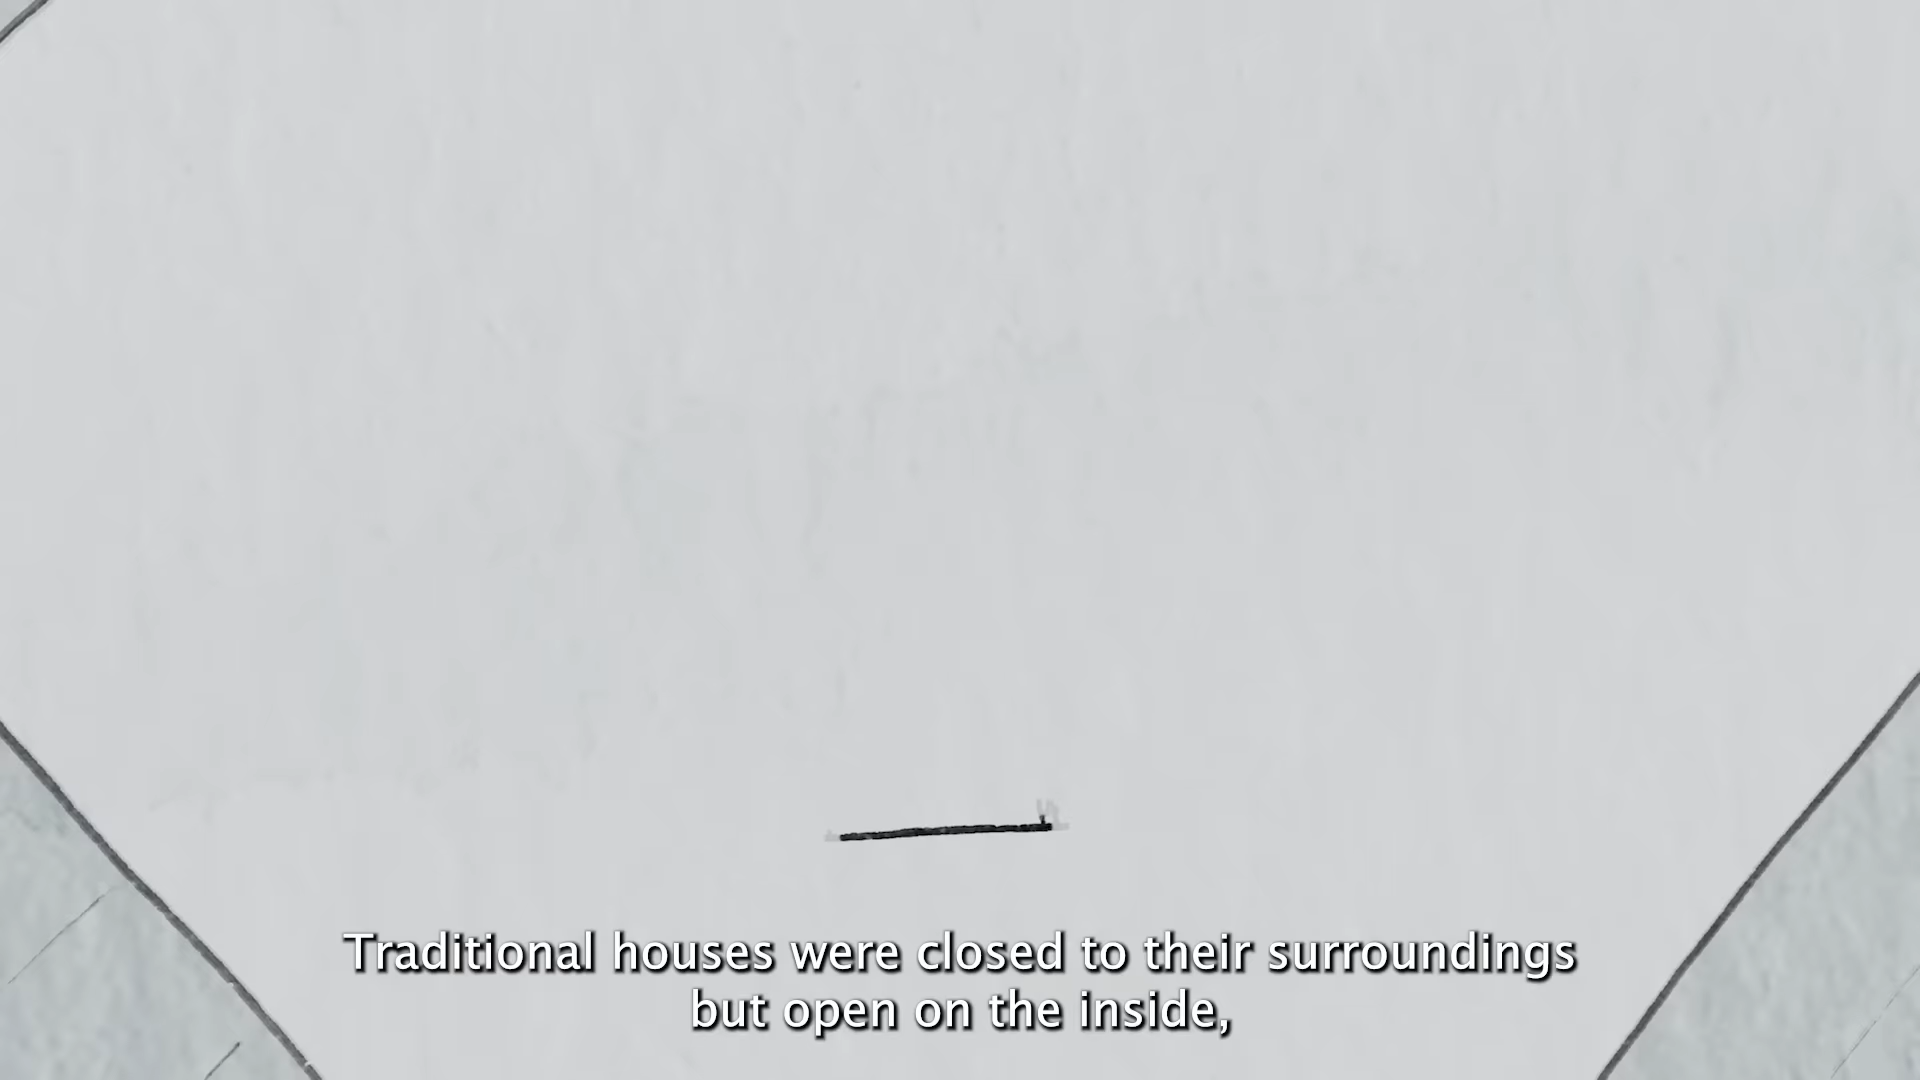 Traditional houses were closed to their surroundings
but open on the inside,